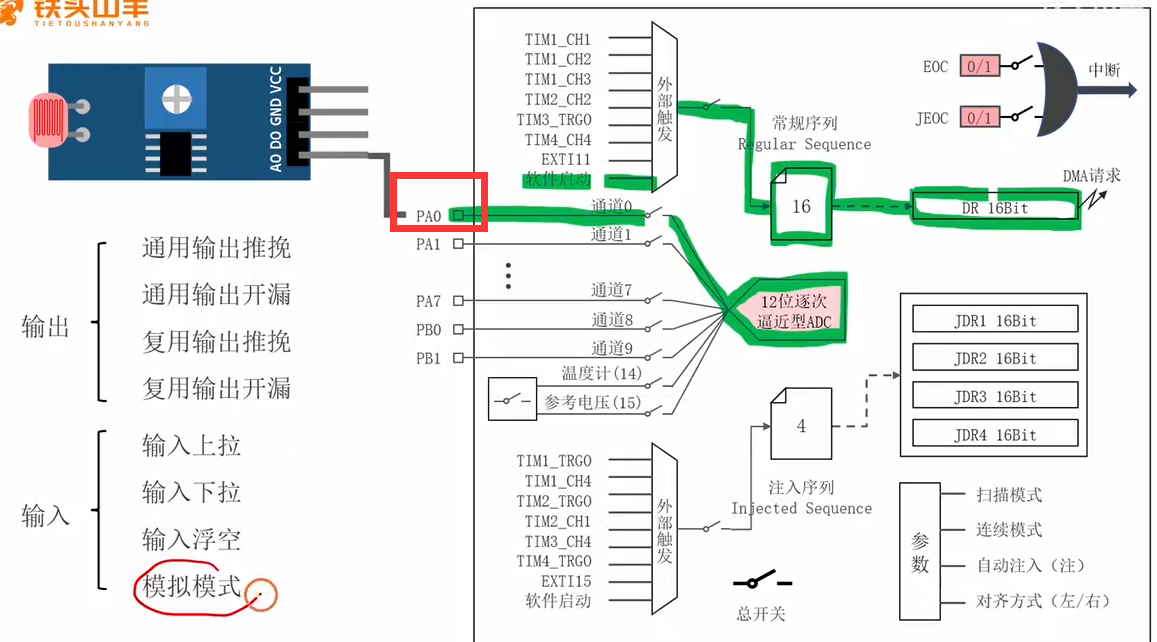 铁头山羊
TIETOUSHANYANG
AO DO GND VCC
输出
通用输出推挽
通用输出开漏
复用输出推挽
复用输出开漏
输入
输入上拉
输入下拉
输入浮空
模拟模式
TIM1_CH1
TIM1_CH2
TIM1_CH3
TIM2_CH2
TIM3_TRGO
TIM4_CH4
EXTI11
软件启动
外部触发
常规序列
Regular Sequence
16
DR 16Bit
DMA请求
EOC 0/1
JEOC 0/1
中断
PA0 通道0
PA1 通道1
PA7 通道7
PB0 通道8
PB1 通道9
温度计(14)
参考电压(15)
12位逐次
逼近型ADC
JDR1 16Bit
JDR2 16Bit
JDR3 16Bit
JDR4 16Bit
4
注入序列
Injected Sequence
TIM1_TRGO
TIM1_CH4
TIM2_TRGO
TIM2_CH1
TIM3_CH4
TIM4_TRGO
EXTI15
软件启动
外部触发
总开关
参数
扫描模式
连续模式
自动注入（注）
对齐方式（左/右）